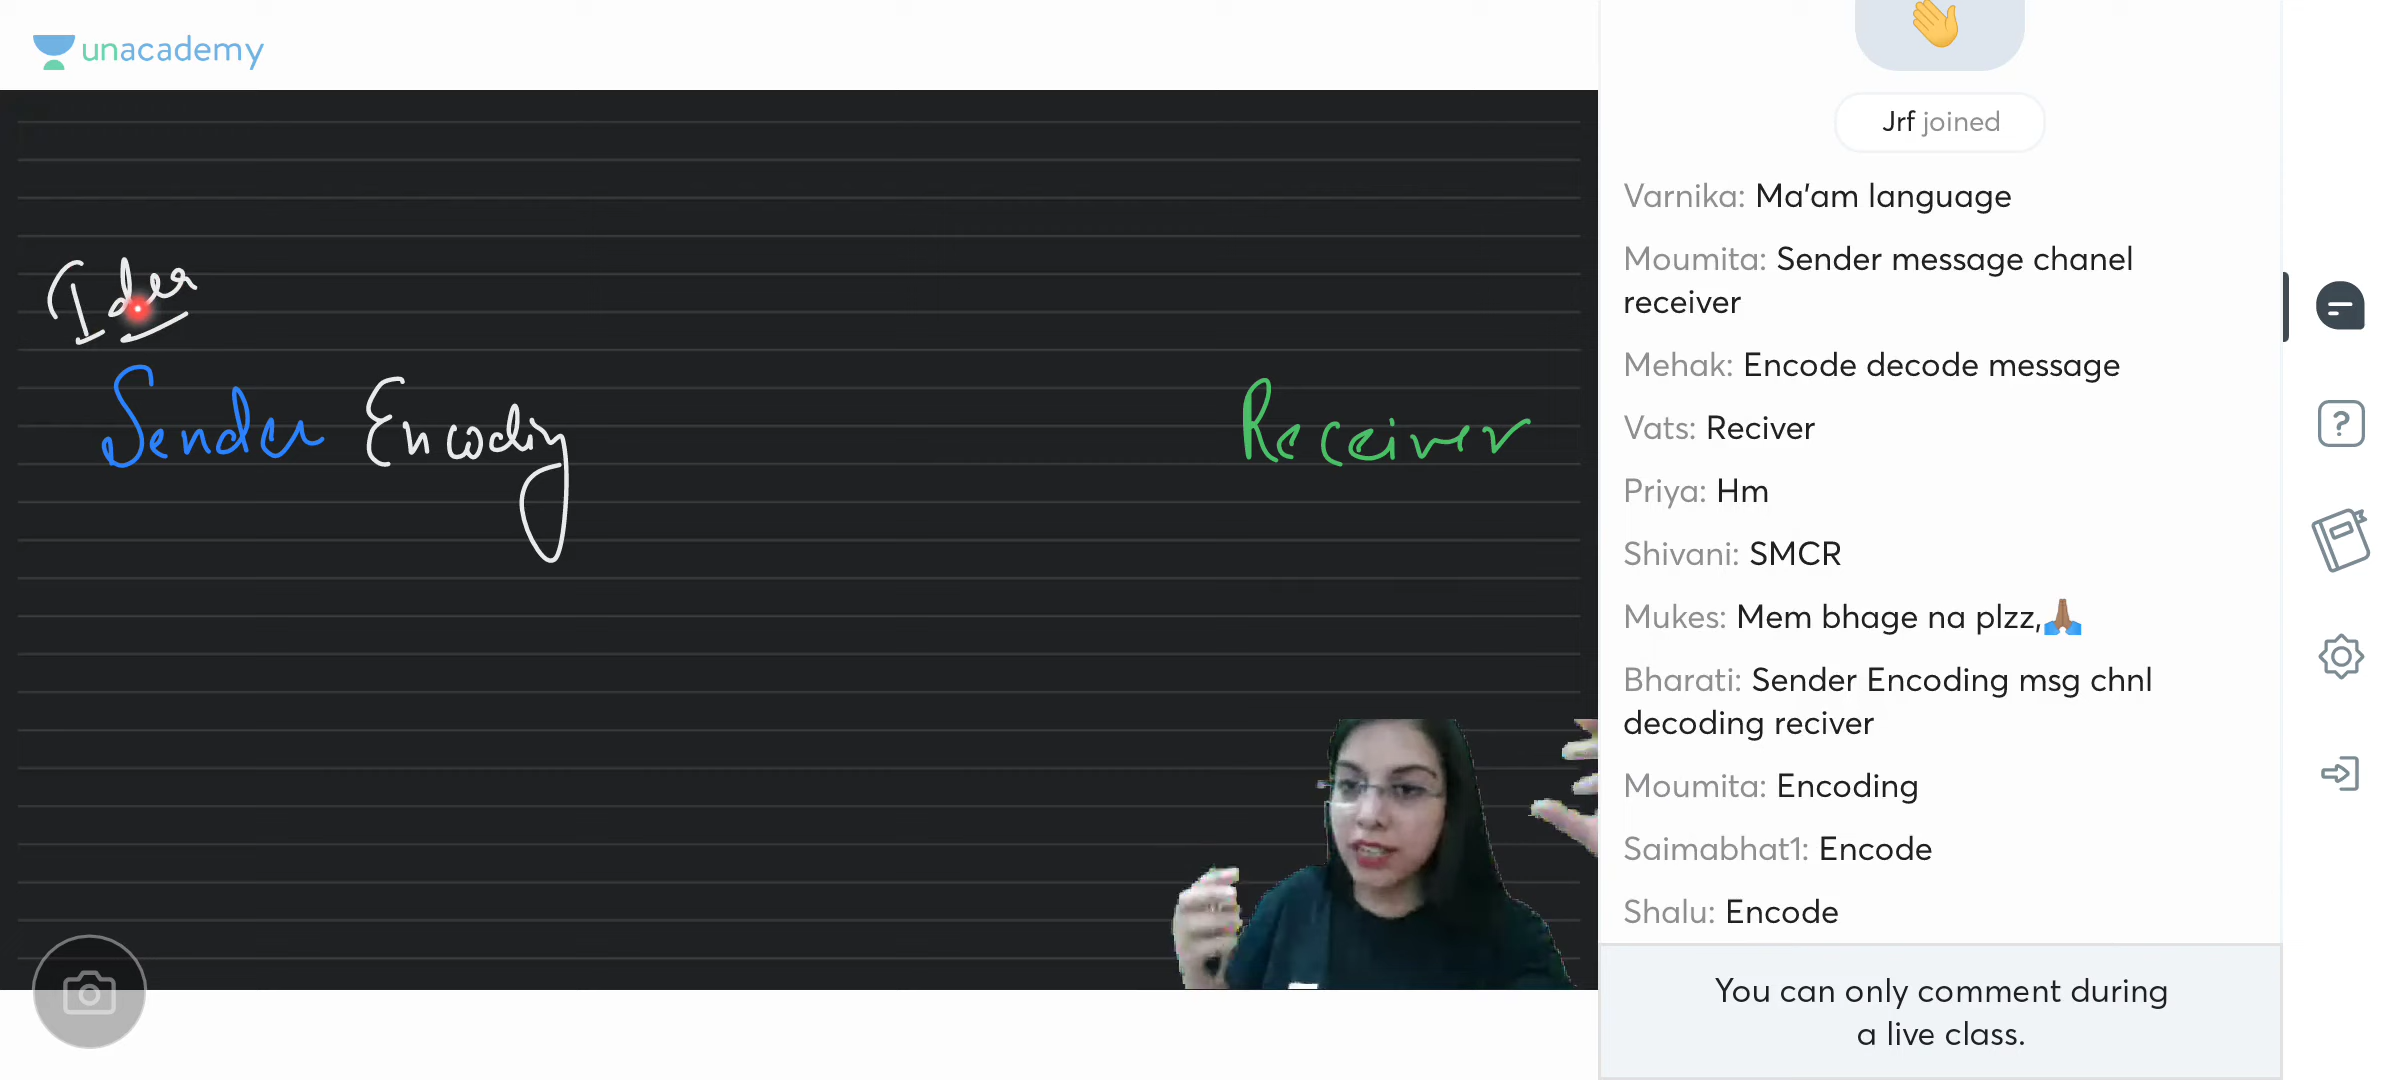 unacademy
Idea
Sender Encoding
Receiver
Jrf joined
Varnika: Ma'am language
Moumita: Sender message chanel
receiver
Mehak: Encode decode message
Vats: Reciver
Priya: Hm
Shivani: SMCR
Mukes: Mem bhage na plzz,🙏🏽
Bharati: Sender Encoding msg chnl
decoding reciver
Moumita: Encoding
Saimabhat1: Encode
Shalu: Encode
You can only comment during
a live class.